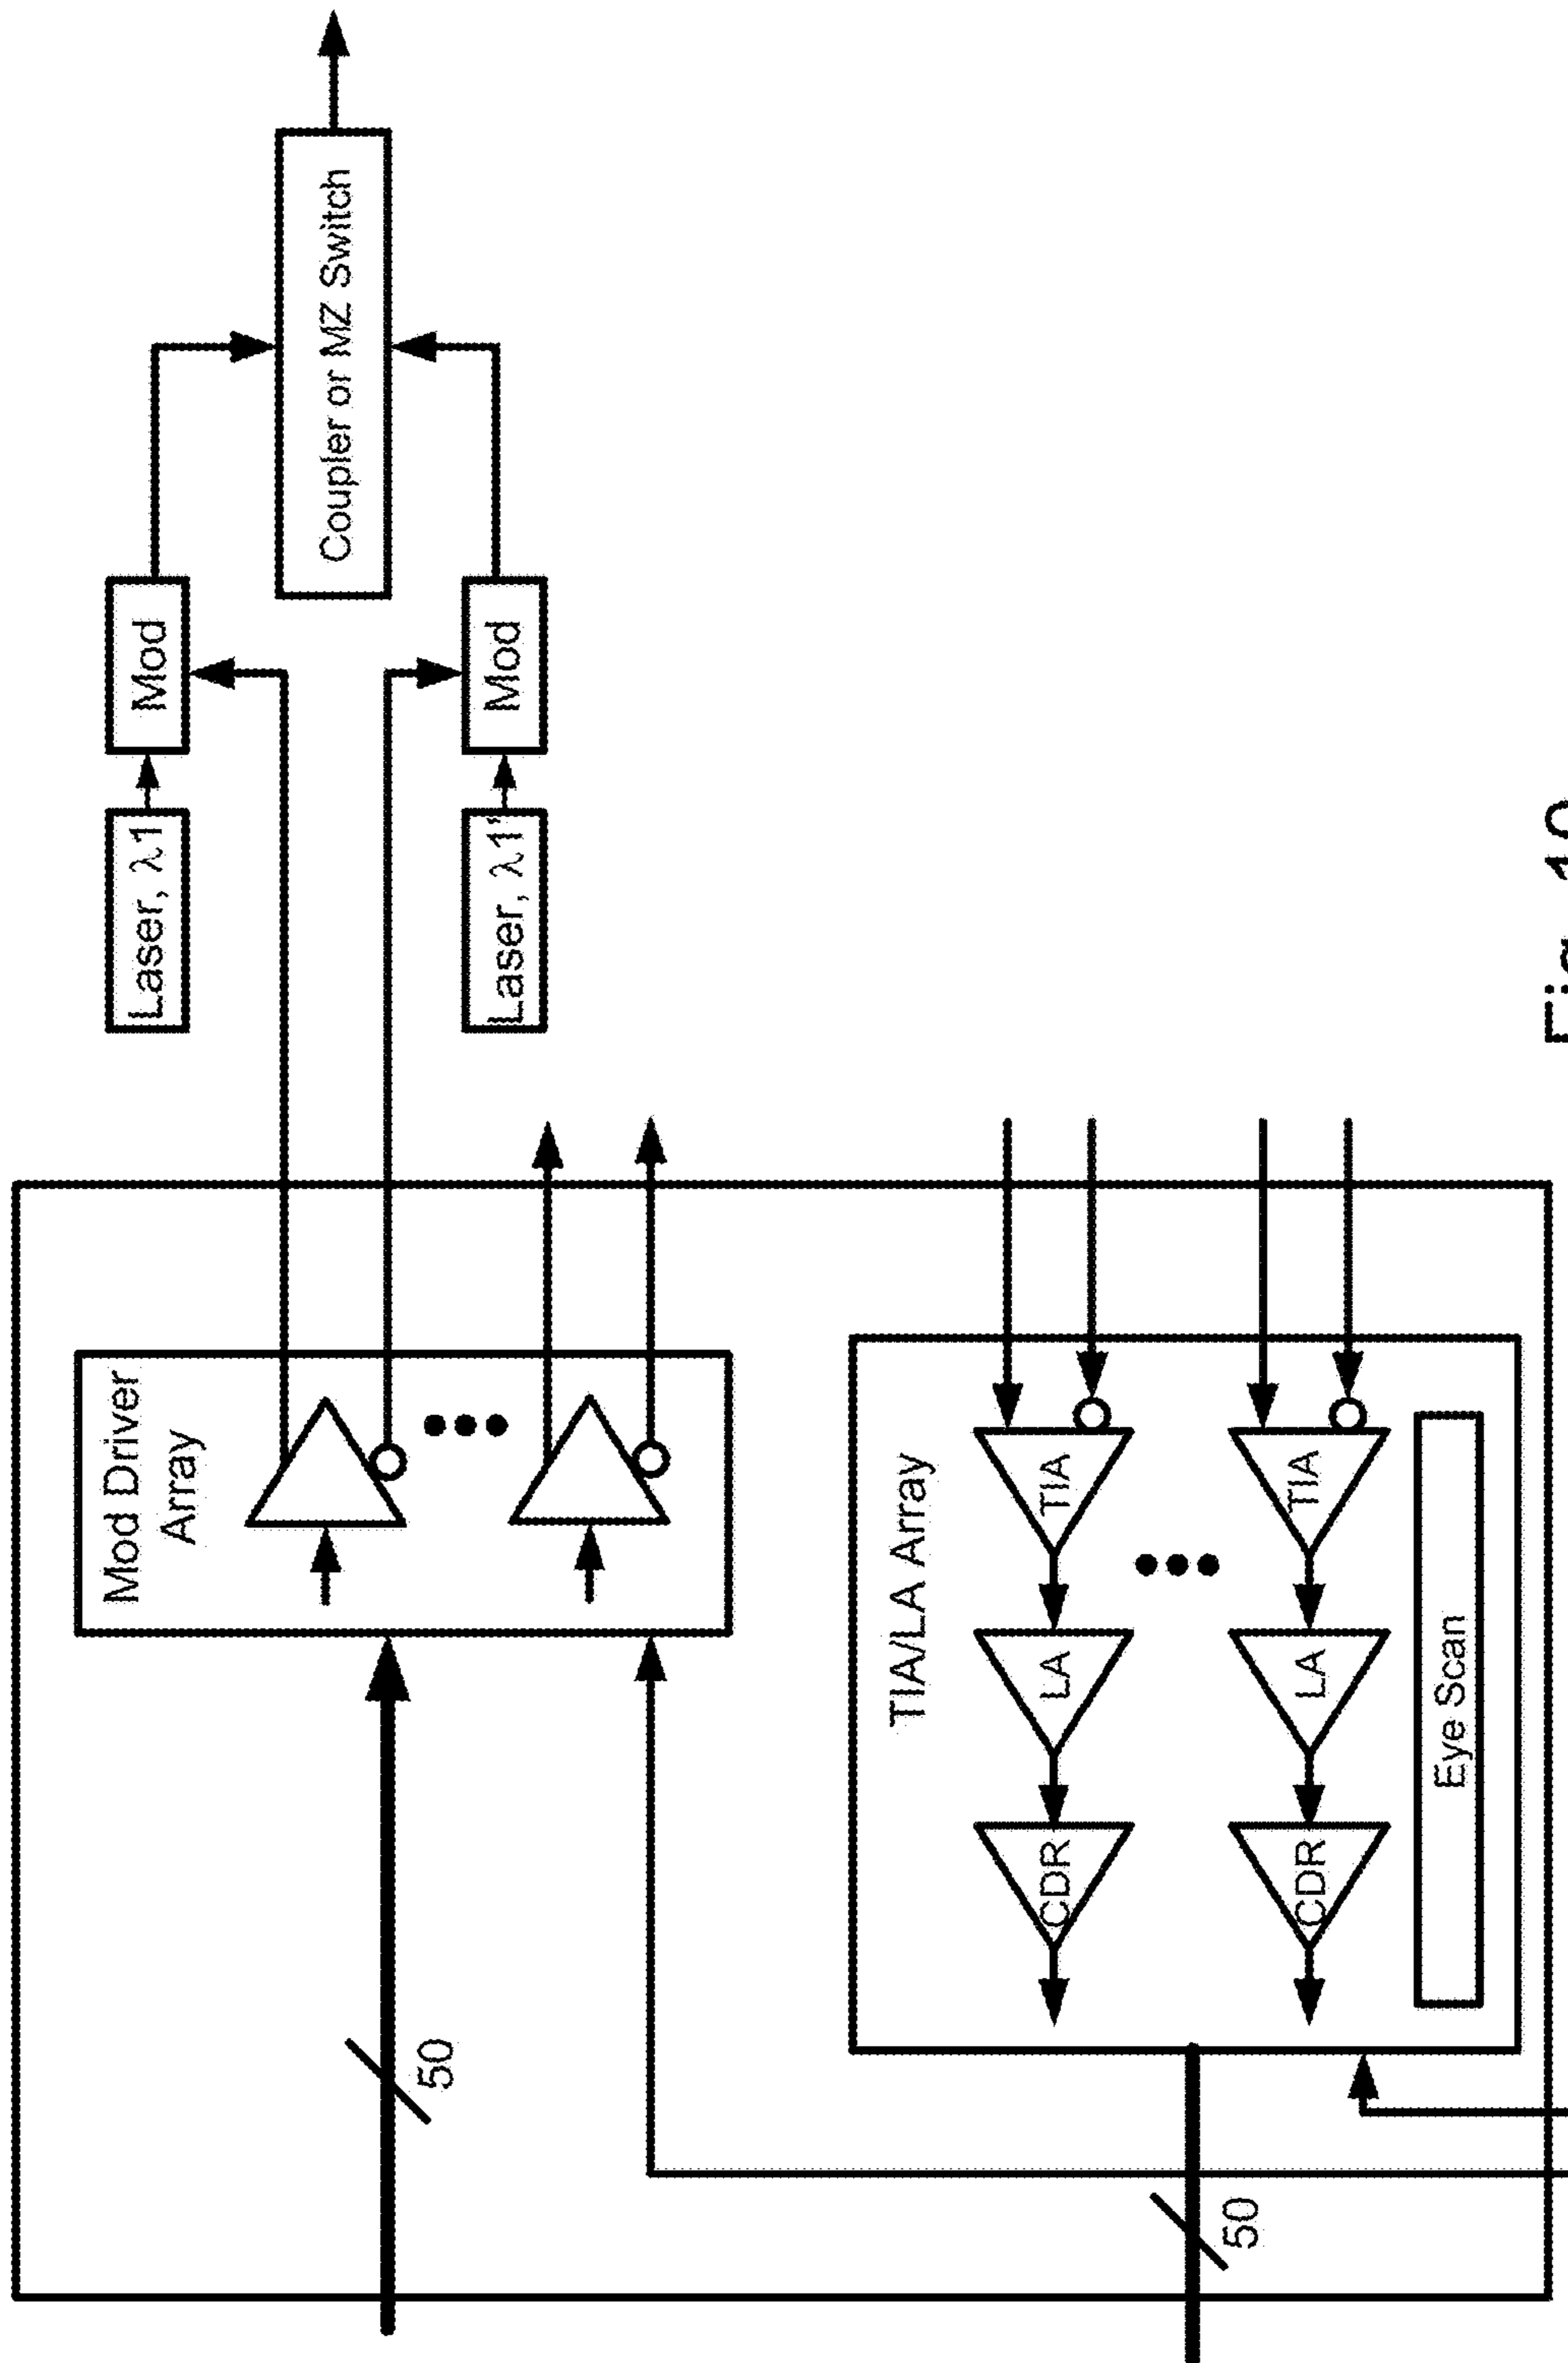 Mod Driver
Array
Laser, λ1
Mod
Coupler or MZ Switch
Laser, λ1'
Mod
50
TIA/LA Array
CDR
LA
TIA
CDR
LA
TIA
Eye Scan
50